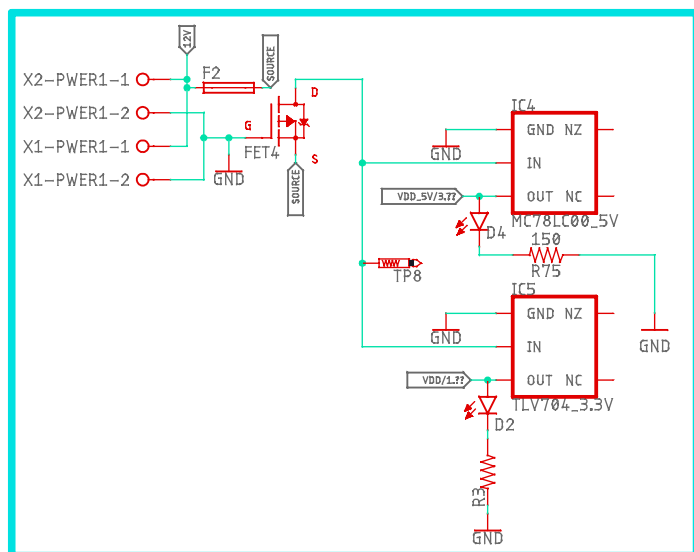 12V
SOURCE
F2
X2-PWER1-1
X2-PWER1-2
X1-PWER1-1
X1-PWER1-2
D
G
FET4
S
GND
SOURCE
IC4
GND NZ
IN
OUT NC
MC78LC00_5V
GND
VDD_5V/3.??
D4
150
R75
GND
TP8
IC5
GND NZ
IN
OUT NC
TLV704_3.3V
GND
VDD/1.??
D2
R3
GND